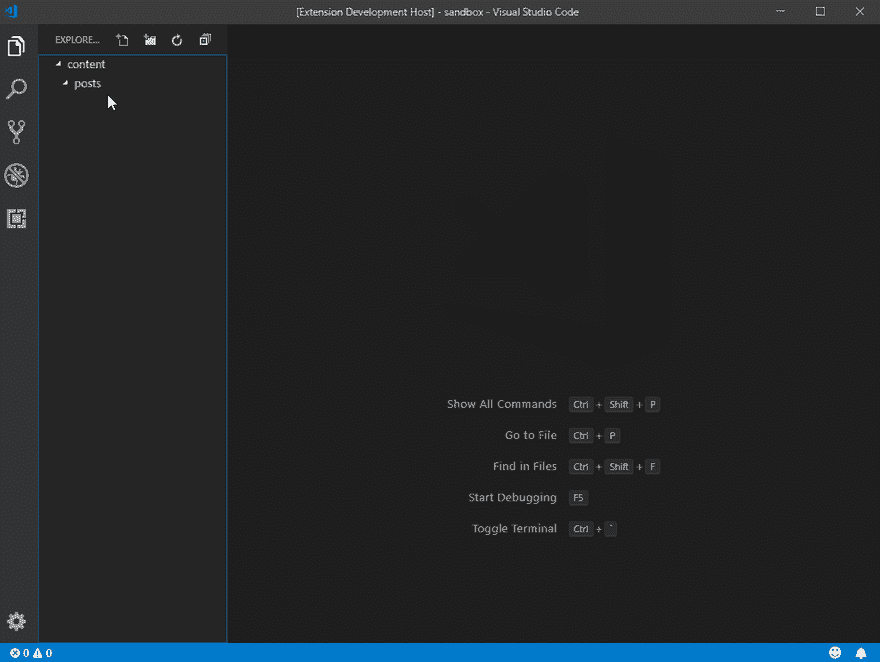 [Extension Development Host] - sandbox - Visual Studio Code
EXPLORE...
content
posts
Show All Commands Ctrl + Shift + P
Go to File Ctrl + P
Find in Files Ctrl + Shift + F
Start Debugging F5
Toggle Terminal Ctrl + `
0 0